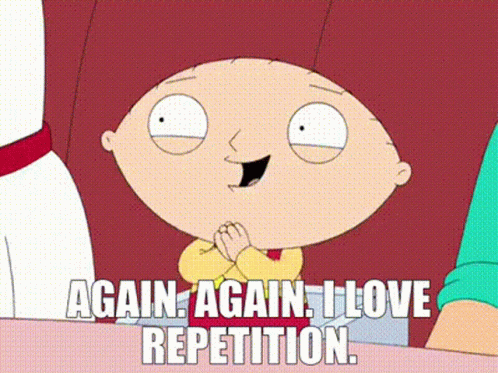 AGAIN. AGAIN. I LOVE
REPETITION.